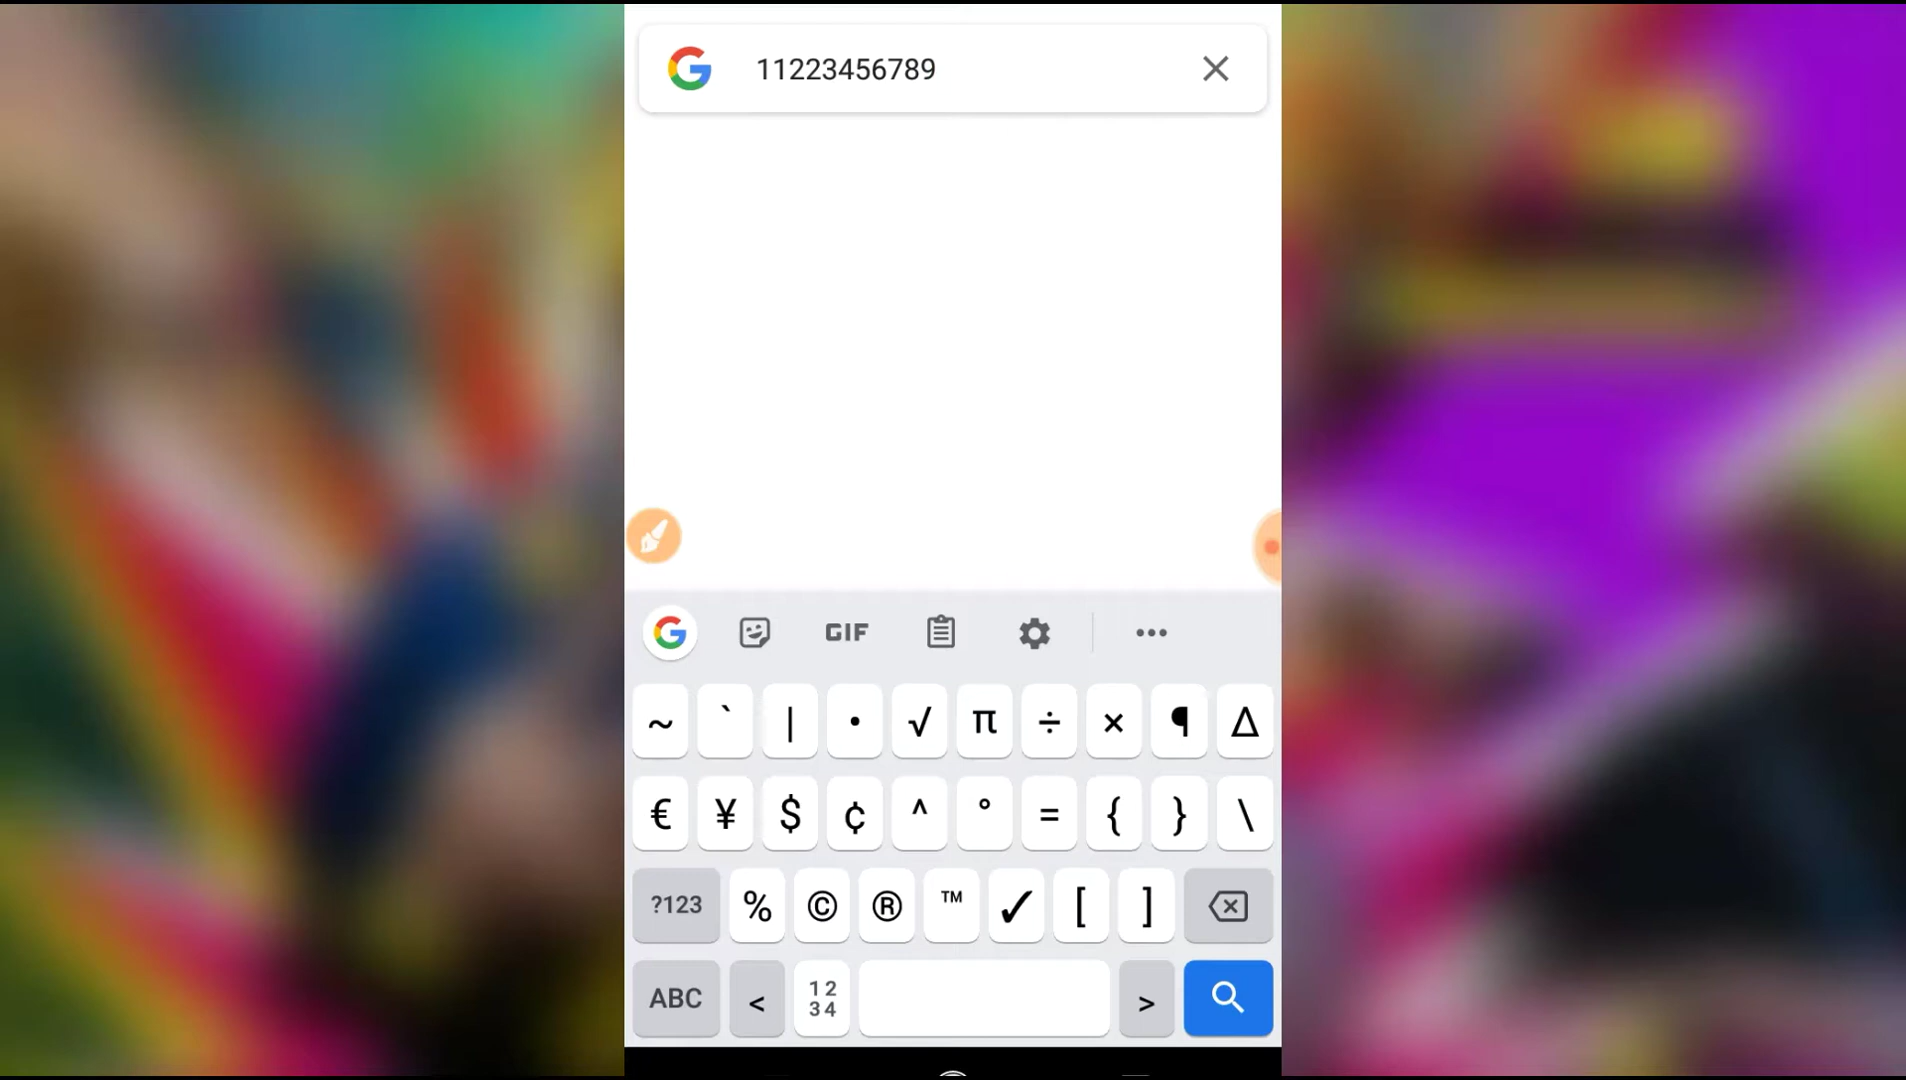 11223456789
GIF
~ ` | • √ π ÷ × ¶ Δ
€ ¥ $ ¢ ^ ° = { } \
?123 % © ® ™ ✓ [ ]
ABC < 12 >
34